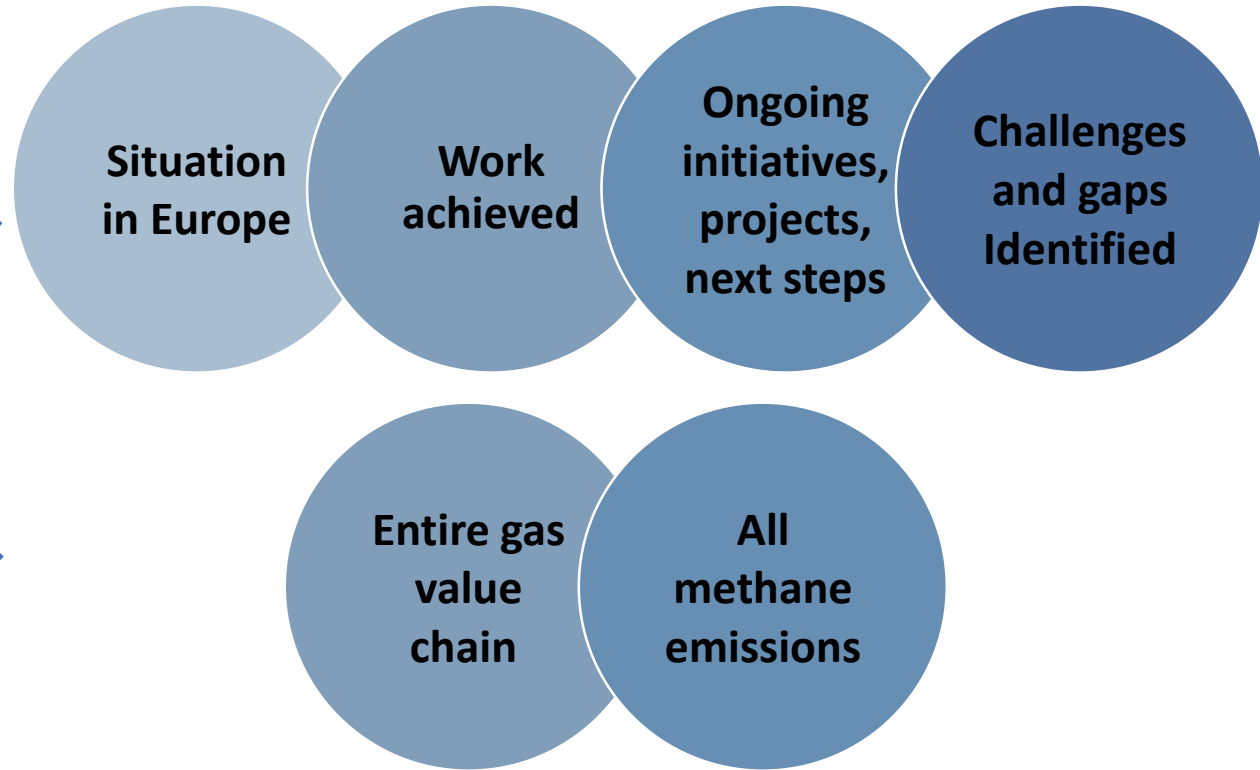 Situation
in Europe
Work
achieved
Ongoing
initiatives,
projects,
next steps
Challenges
and gaps
Identified
Entire gas
value
chain
All
methane
emissions